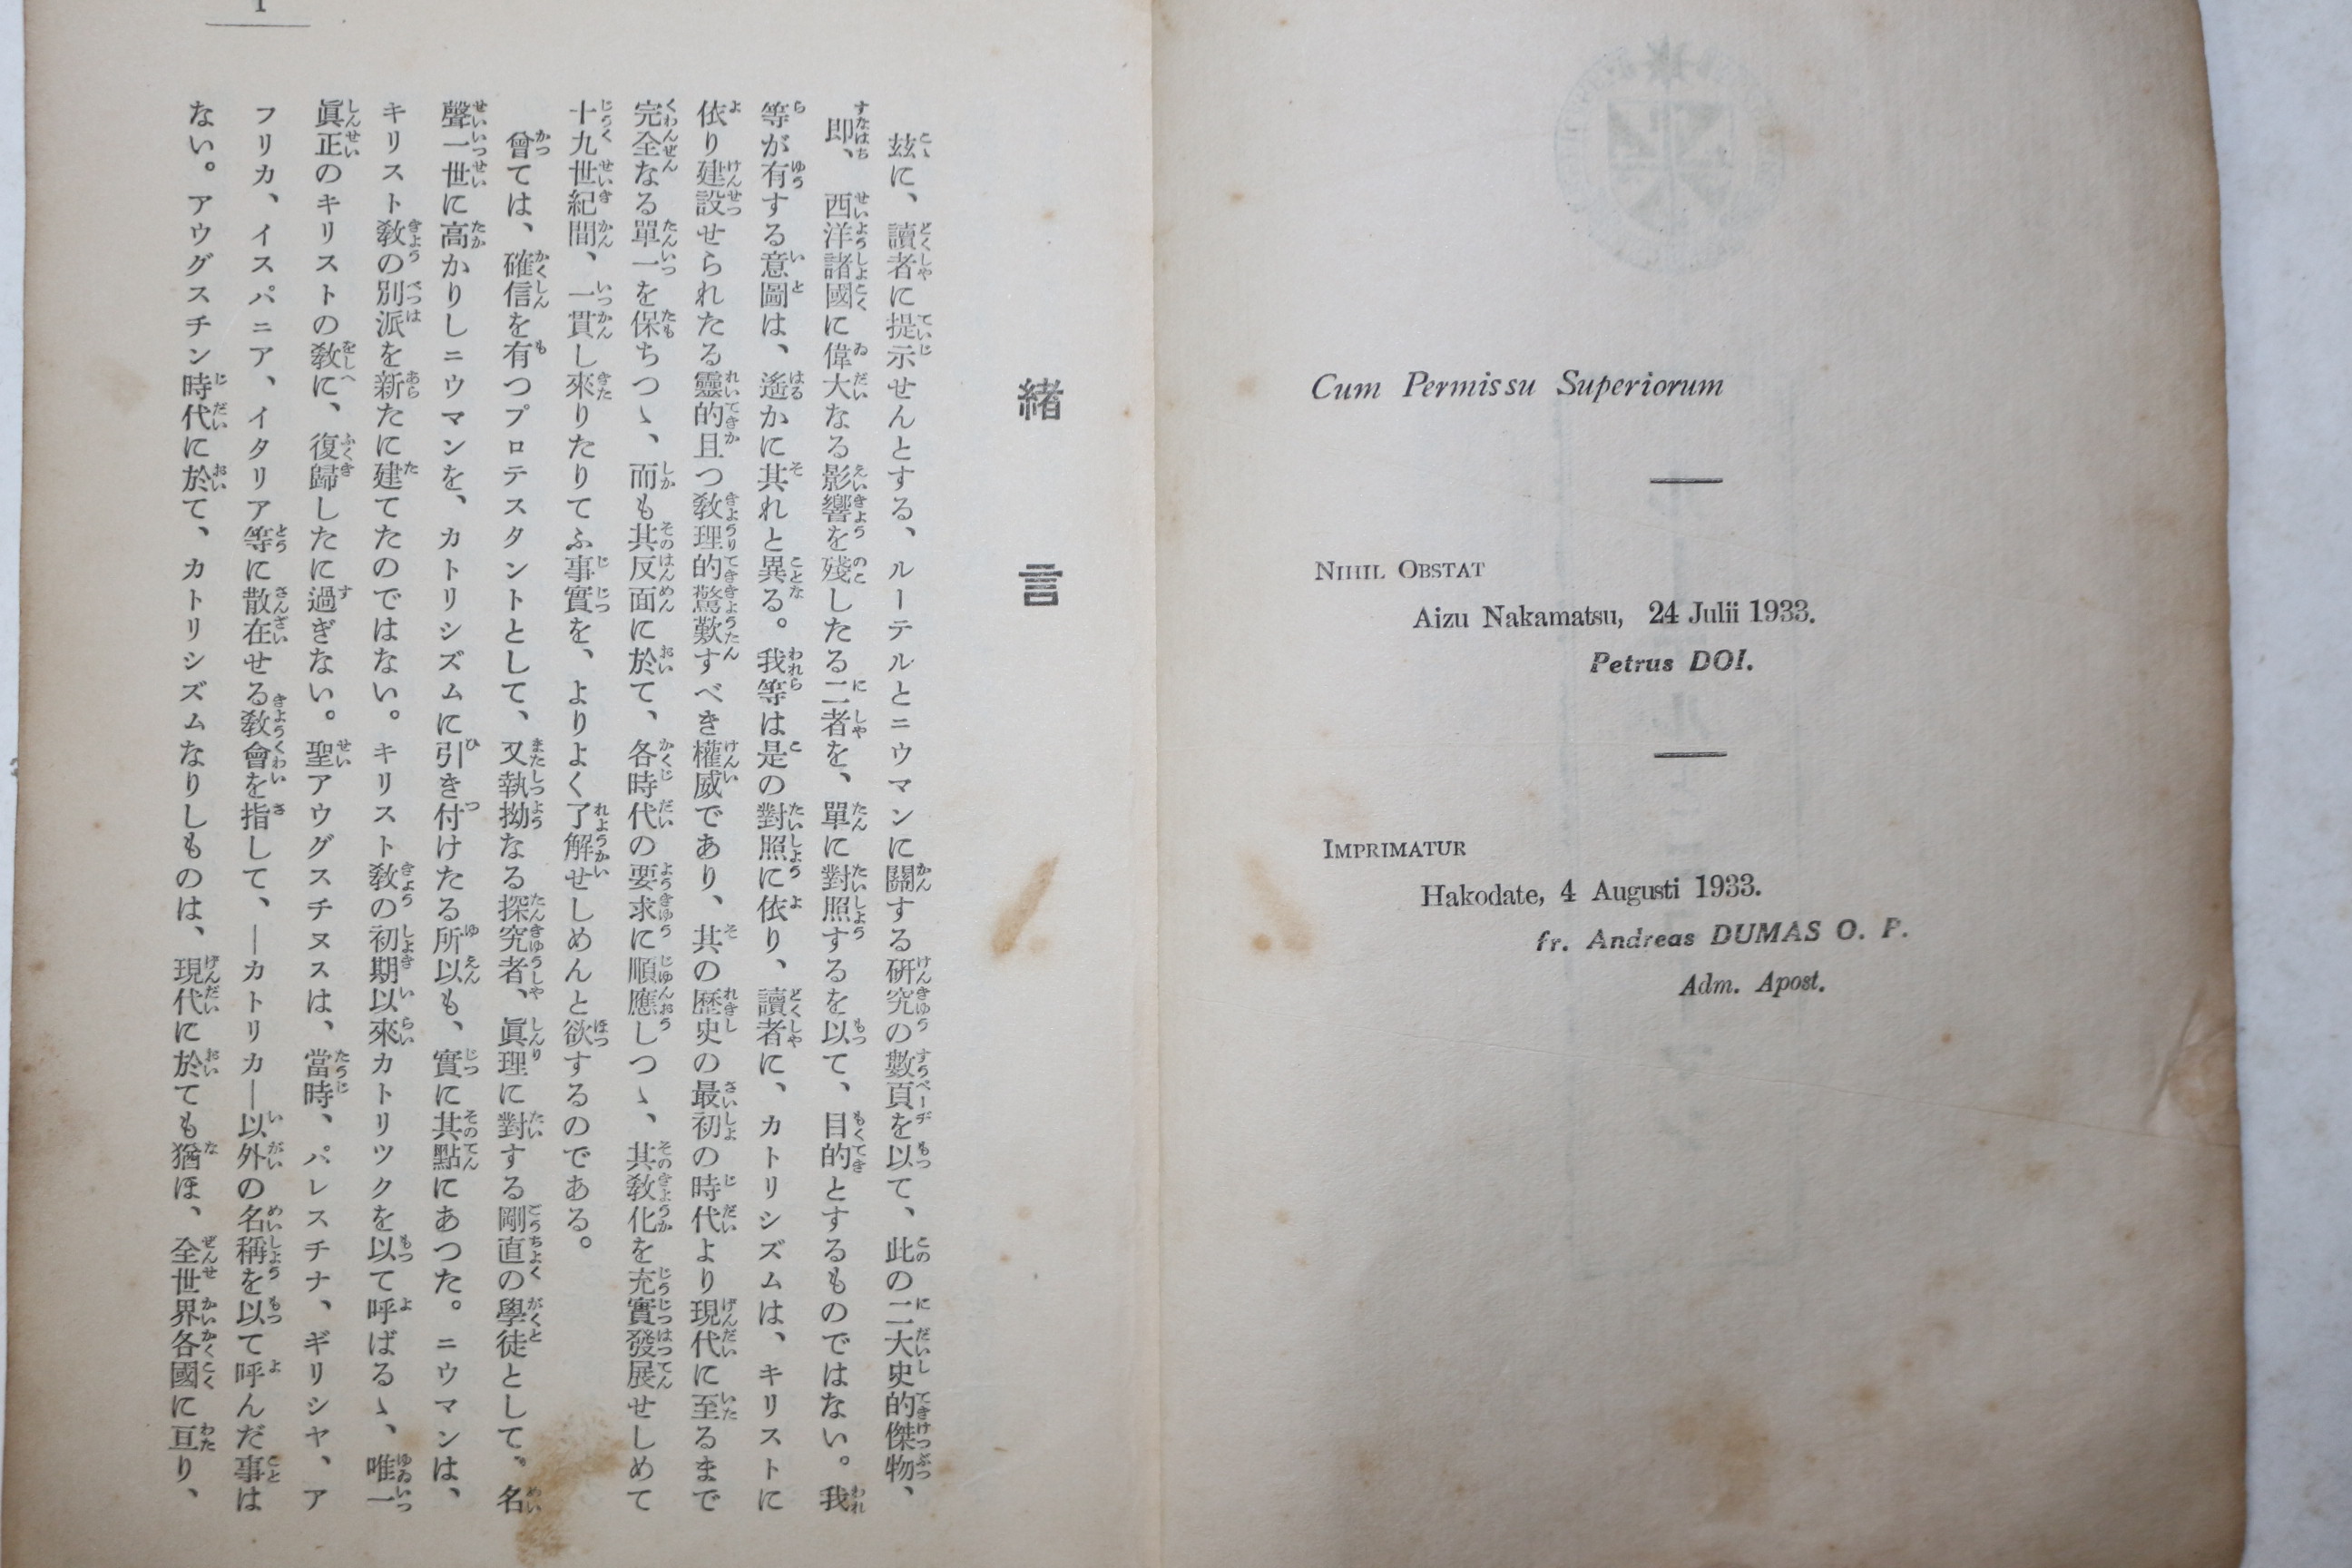 Cum Permissu Superiorum
NIHIL OBSTAT
Aizu Nakamatsu, 24 Julii 1933.
Petrus DOI.
IMPRIMATUR
Hakodate, 4 Augusti 1933.
fr. Andreas DUMAS O. P.
Adm. Apost.
緒言
玆に、讀者に提示せんとする、ルーテルとニウマンに關する硏究の數頁を以て、此の二大史的傑物、
卽、西洋諸國に偉大なる影響を殘したる二者を、單に對照するを以て、目的とするものではない。我
等が有する意圖は、遙かに其れと異る。我等は是の對照に依り、讀者に、カトリシズムは、キリストに
依り建設せられたる靈的且つ敎理的驚歎すべき權威であり、其の歷史の最初の時代より現代に至るまで
完全なる單一を保ちつゝ、而も其反面に於て、各時代の要求に順應しつゝ、其敎化を充實發展せしめて
十九世紀間、一貫し來りたりてふ事實を、よりよく了解せしめんと欲するのである。
曾ては、確信を有つプロテスタントとして、又執拗なる探究者、眞理に對する剛直の學徒として。名
聲一世に高かりしニウマンを、カトリシズムに引き付けたる所以も、實に其點にあつた。ニウマンは、
キリスト敎の別派を新たに建てたのではない。キリスト敎の初期以來カトリツクを以て呼ばるゝ、唯一
眞正のキリストの敎に、復歸したに過ぎない。聖アウグスチヌスは、當時、パレスチナ、ギリシヤ、ア
フリカ、イスパニア、イタリア等に散在せる敎會を指して、―カトリカ―以外の名稱を以て呼んだ事は
ない。アウグスチン時代に於て、カトリシズムなりしものは、現代に於ても猶ほ、全世界各國に亘り、
1